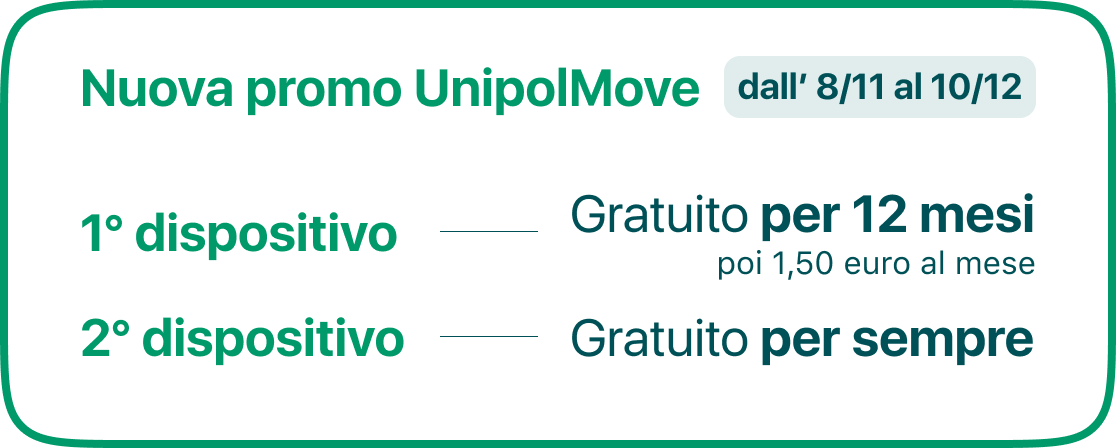 Nuova promo UnipolMove dall’ 8/11 al 10/12
1° dispositivo Gratuito per 12 mesi
poi 1,50 euro al mese
2° dispositivo Gratuito per sempre